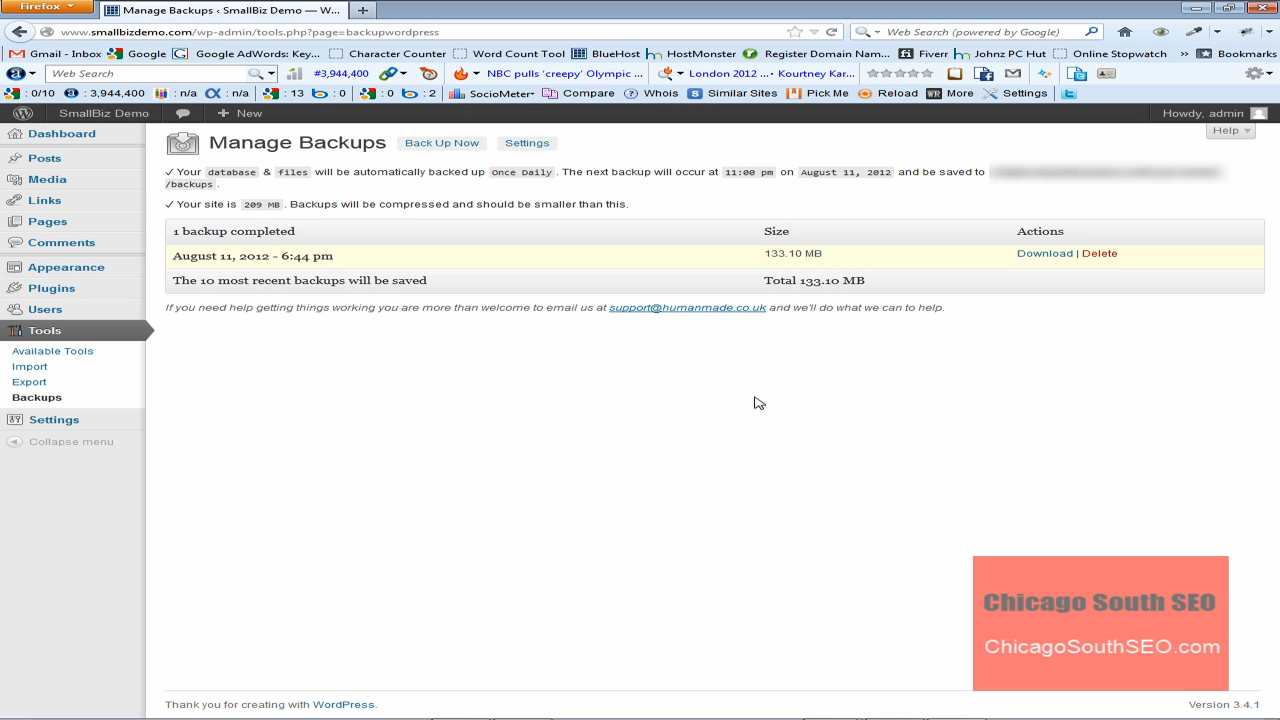 Firefox
Manage Backups ‹ SmallBiz Demo — W...
www.smallbizdemo.com/wp-admin/tools.php?page=backupwordpress
Web Search (powered by Google)
Gmail - Inbox Google Google AdWords: Key... Character Counter Word Count Tool BlueHost HostMonster Register Domain Nam... Fiverr Johnz PC Hut Online Stopwatch Bookmarks
Web Search #3,944,400 NBC pulls 'creepy' Olympic ... London 2012 ... Kourtney Kar...
: 0/10 : 3,944,400 : n/a : n/a : 13 : 0 : 0 : 2 SocioMeter Compare Whois Similar Sites Pick Me Reload More Settings
SmallBiz Demo + New Howdy, admin
Help
Dashboard
Posts
Media
Links
Pages
Comments
Appearance
Plugins
Users
Tools
Available Tools
Import
Export
Backups
Settings
Collapse menu
Manage Backups Back Up Now Settings
✓ Your database & files will be automatically backed up Once Daily . The next backup will occur at 11:00 pm on August 11, 2012 and be saved to
/backups .
✓ Your site is 209 MB . Backups will be compressed and should be smaller than this.
1 backup completed Size Actions
August 11, 2012 - 6:44 pm 133.10 MB Download | Delete
The 10 most recent backups will be saved Total 133.10 MB
If you need help getting things working you are more than welcome to email us at support@humanmade.co.uk and we'll do what we can to help.
Chicago South SEO
ChicagoSouthSEO.com
Thank you for creating with WordPress. Version 3.4.1